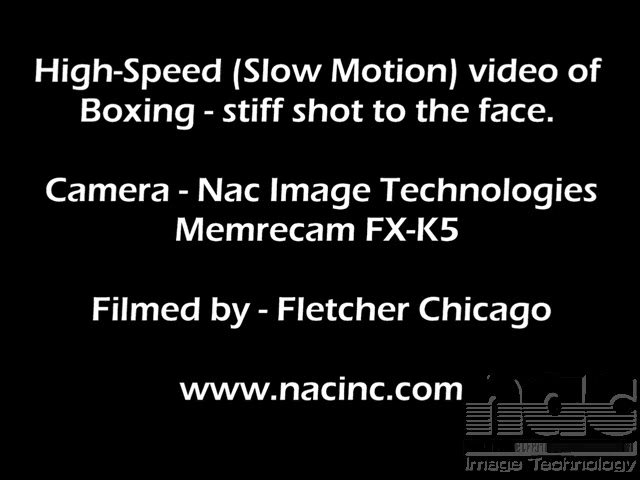 High-Speed (Slow Motion) video of
Boxing - stiff shot to the face.
Camera - Nac Image Technologies
Memrecam FX-K5
Filmed by - Fletcher Chicago
www.nacinc.com
nac
Image Technology